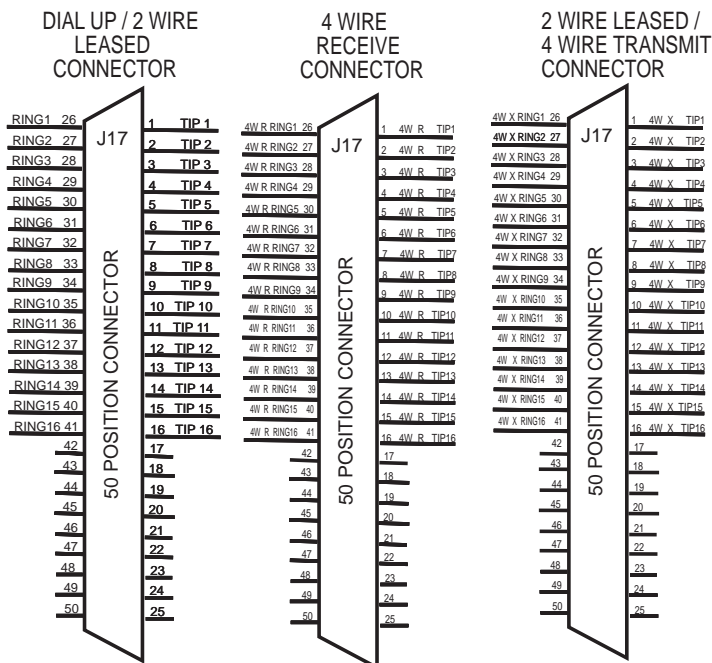 DIAL UP / 2 WIRE
LEASED
CONNECTOR
J17
50 POSITION CONNECTOR
RING1 26
RING2 27
RING3 28
RING4 29
RING5 30
RING6 31
RING7 32
RING8 33
RING9 34
RING10 35
RING11 36
RING12 37
RING13 38
RING14 39
RING15 40
RING16 41
42
43
44
45
46
47
48
49
50
1 TIP 1
2 TIP 2
3 TIP 3
4 TIP 4
5 TIP 5
6 TIP 6
7 TIP 7
8 TIP 8
9 TIP 9
10 TIP 10
11 TIP 11
12 TIP 12
13 TIP 13
14 TIP 14
15 TIP 15
16 TIP 16
17
18
19
20
21
22
23
24
25
4 WIRE
RECEIVE
CONNECTOR
J17
50 POSITION CONNECTOR
4W R RING1 26
4W R RING2 27
4W R RING3 28
4W R RING4 29
4W R RING5 30
4W R RING6 31
4W R RING7 32
4W R RING8 33
4W R RING9 34
4W R RING10 35
4W R RING11 36
4W R RING12 37
4W R RING13 38
4W R RING14 39
4W R RING15 40
4W R RING16 41
42
43
44
45
46
47
48
49
50
1 4W R TIP1
2 4W R TIP2
3 4W R TIP3
4 4W R TIP4
5 4W R TIP5
6 4W R TIP6
7 4W R TIP7
8 4W R TIP8
9 4W R TIP9
10 4W R TIP10
11 4W R TIP11
12 4W R TIP12
13 4W R TIP13
14 4W R TIP14
15 4W R TIP15
16 4W R TIP16
17
18
19
20
21
22
23
24
25
2 WIRE LEASED /
4 WIRE TRANSMIT
CONNECTOR
J17
50 POSITION CONNECTOR
4W X RING1 26
4W X RING2 27
4W X RING3 28
4W X RING4 29
4W X RING5 30
4W X RING6 31
4W X RING7 32
4W X RING8 33
4W X RING9 34
4W X RING10 35
4W X RING11 36
4W X RING12 37
4W X RING13 38
4W X RING14 39
4W X RING15 40
4W X RING16 41
42
43
44
45
46
47
48
49
50
1 4W X TIP1
2 4W X TIP2
3 4W X TIP3
4 4W X TIP4
5 4W X TIP5
6 4W X TIP6
7 4W X TIP7
8 4W X TIP8
9 4W X TIP9
10 4W X TIP10
11 4W X TIP11
12 4W X TIP12
13 4W X TIP13
14 4W X TIP14
15 4W X TIP15
16 4W X TIP16
17
18
19
20
21
22
23
24
25